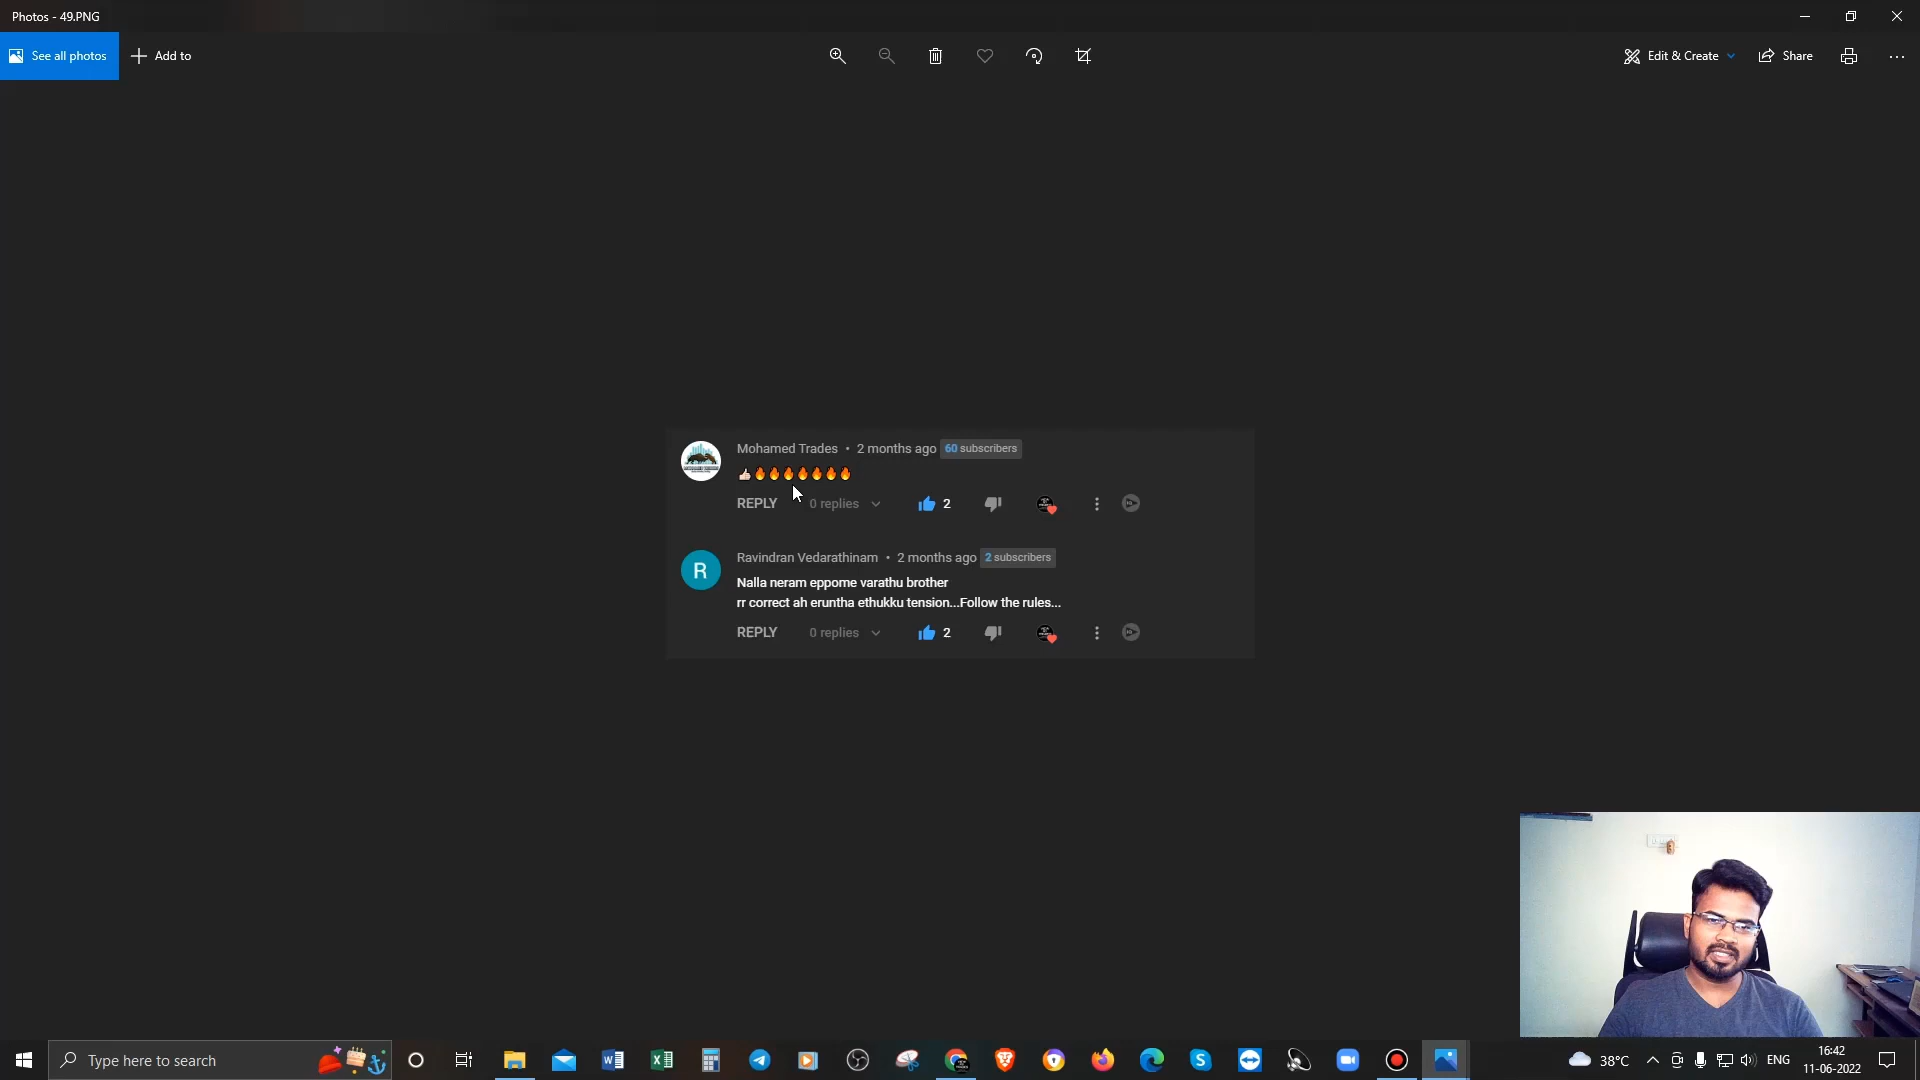 Photos - 49.PNG
See all photos
Add to
Edit & Create
Share
Mohamed Trades • 2 months ago 60 subscribers
👍🏻🔥🔥🔥🔥🔥🔥🔥
REPLY 0 replies 2
R
Ravindran Vedarathinam • 2 months ago 2 subscribers
Nalla neram eppome varathu brother
rr correct ah eruntha ethukku tension...Follow the rules...
REPLY 0 replies 2
Type here to search
38°C
ENG
16:42
11-06-2022